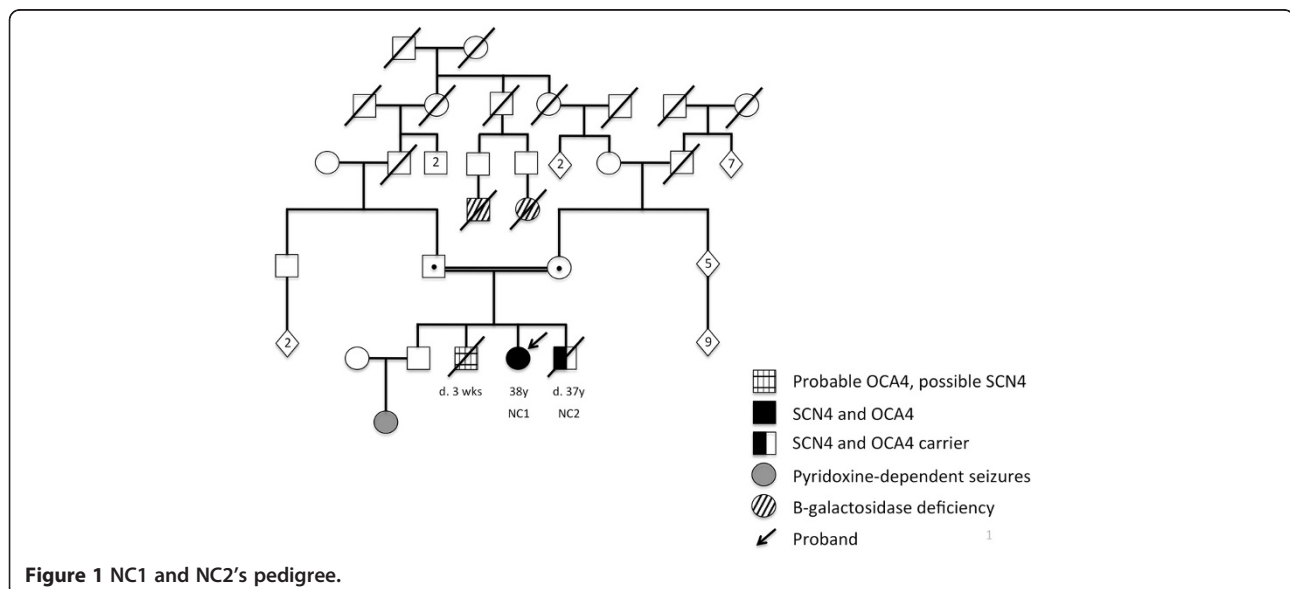 2
2
7
5
2
9
d. 3 wks
38y
d. 37y
NC1
NC2
Probable OCA4, possible SCN4
SCN4 and OCA4
SCN4 and OCA4 carrier
Pyridoxine-dependent seizures
B-galactosidase deficiency
Proband
1
Figure 1 NC1 and NC2's pedigree.